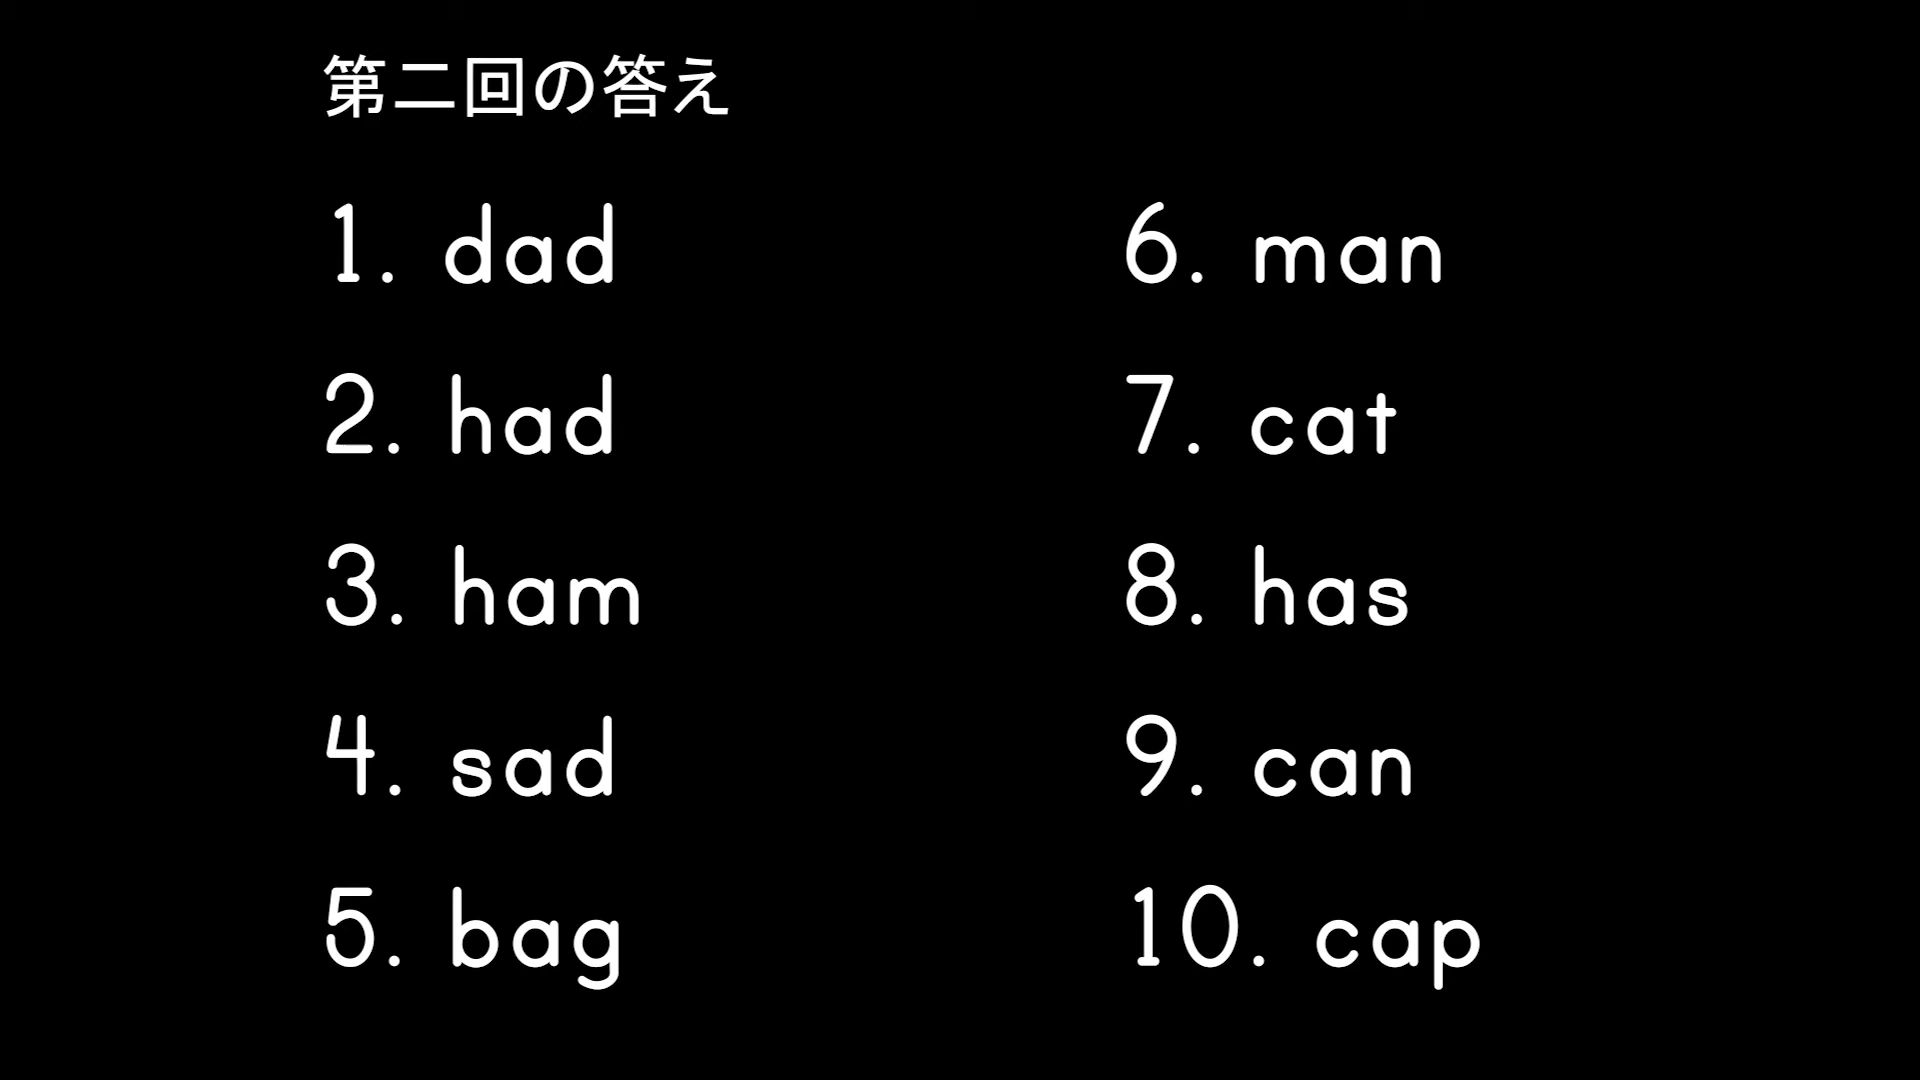 第二回の答え
1. dad
2. had
3. ham
4. sad
5. bag
6. man
7. cat
8. has
9. can
10. cap